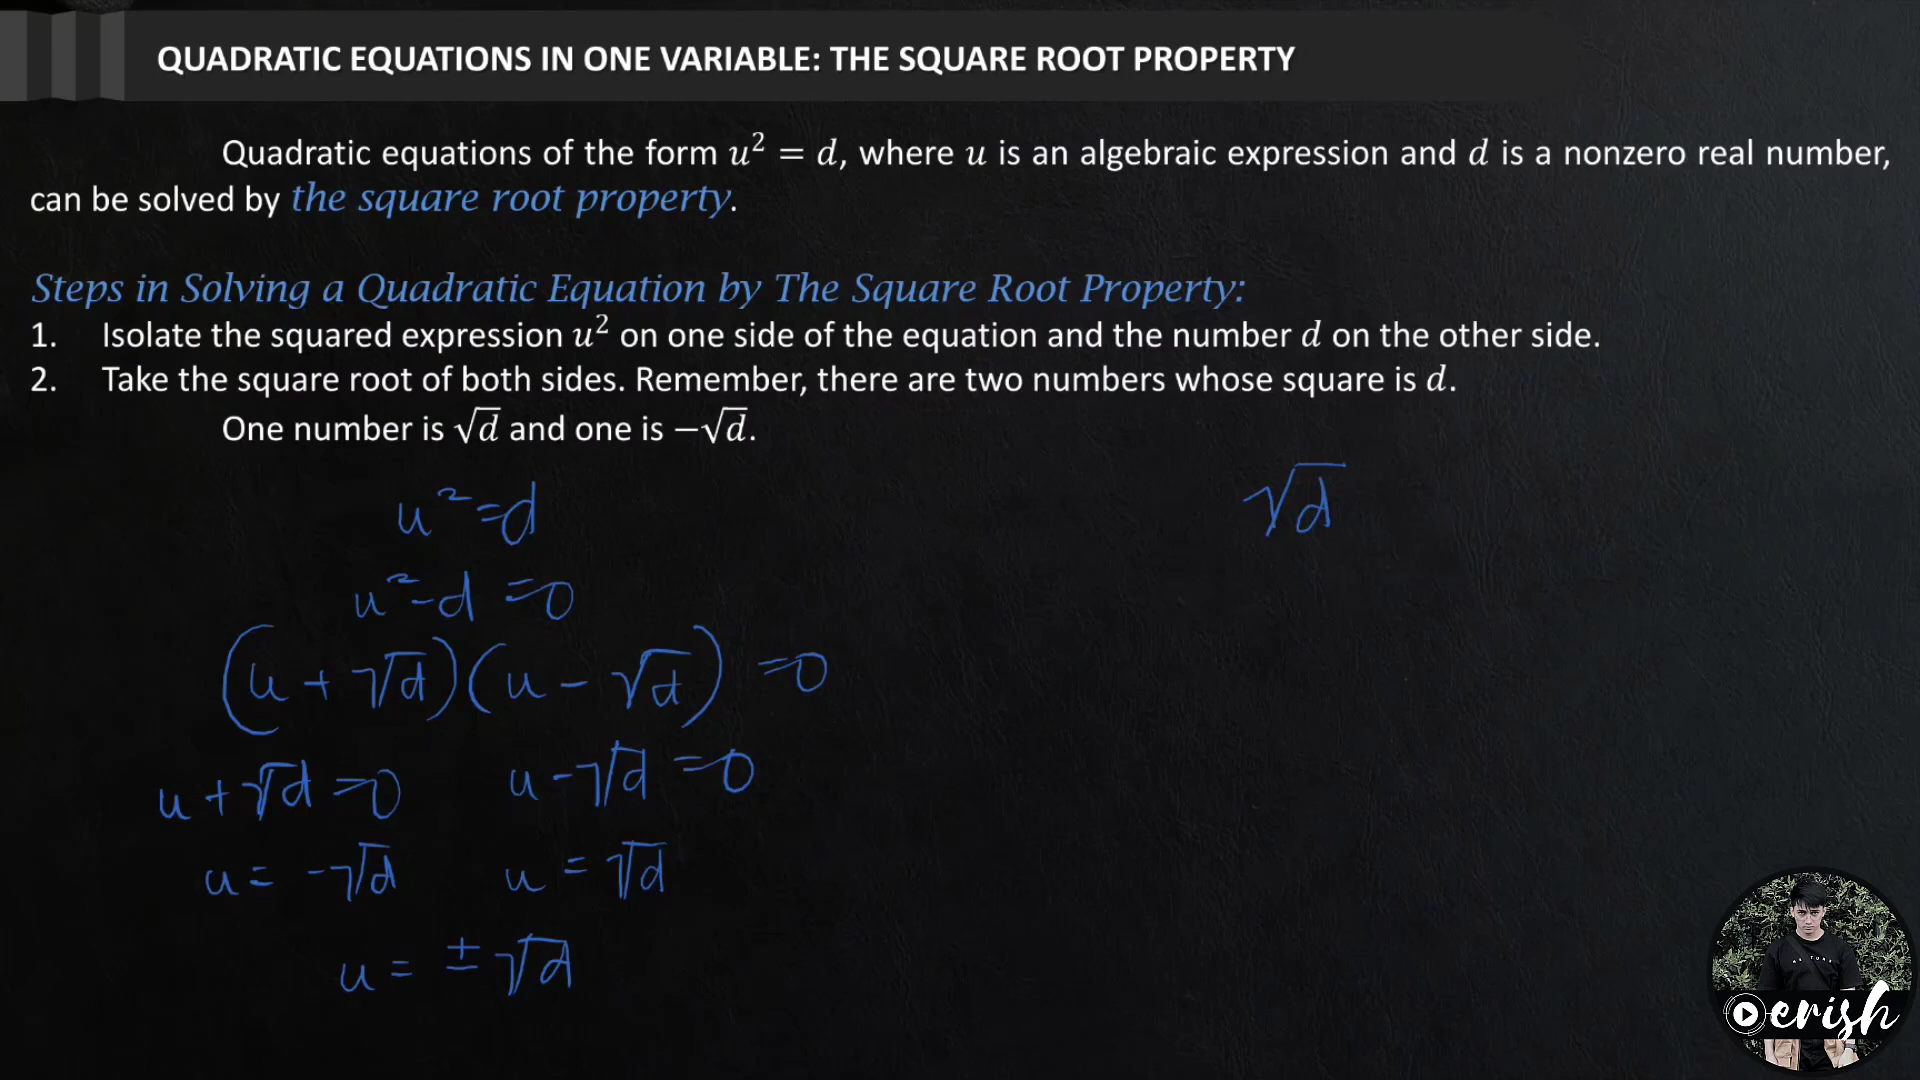 QUADRATIC EQUATIONS IN ONE VARIABLE: THE SQUARE ROOT PROPERTY
Quadratic equations of the form u² = d, where u is an algebraic expression and d is a nonzero real number,
can be solved by the square root property.
Steps in Solving a Quadratic Equation by The Square Root Property:
1. Isolate the squared expression u² on one side of the equation and the number d on the other side.
2. Take the square root of both sides. Remember, there are two numbers whose square is d.
One number is √d and one is −√d.
u² = d
√d
u² - d = 0
(u + √d)(u - √d) = 0
u + √d = 0 u - √d = 0
u = -√d u = √d
u = ± √d
erish